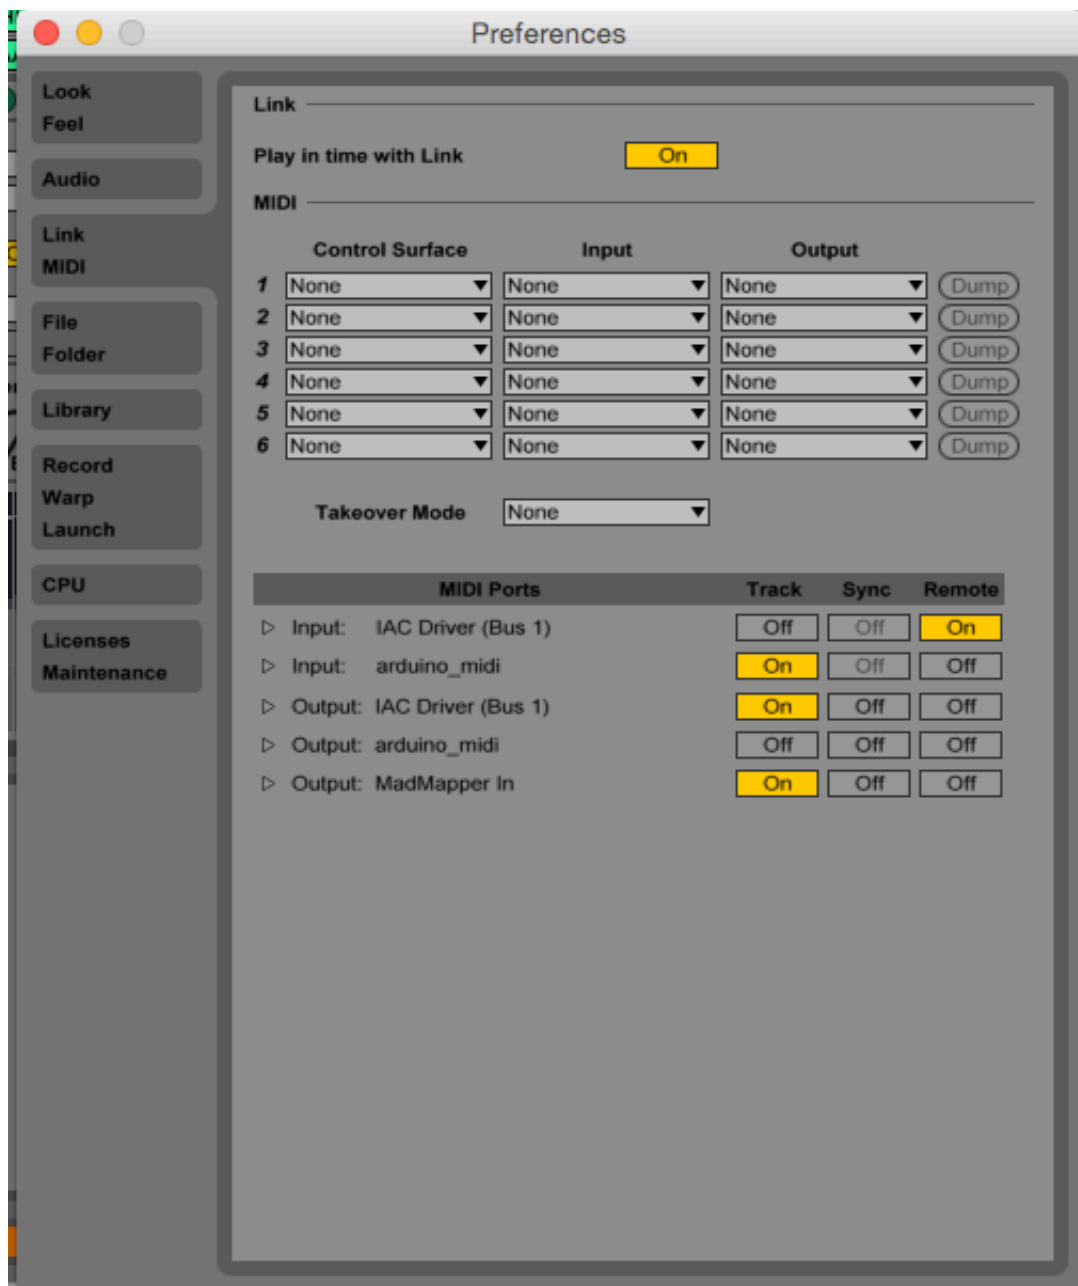 Preferences
Look
Feel
Audio
Link
MIDI
File
Folder
Library
Record
Warp
Launch
CPU
Licenses
Maintenance
Link
Play in time with Link On
MIDI
Control Surface Input Output
1 None None None Dump
2 None None None Dump
3 None None None Dump
4 None None None Dump
5 None None None Dump
6 None None None Dump
Takeover Mode None
MIDI Ports Track Sync Remote
Input: IAC Driver (Bus 1) Off Off On
Input: arduino_midi On Off Off
Output: IAC Driver (Bus 1) On Off Off
Output: arduino_midi Off Off Off
Output: MadMapper In On Off Off